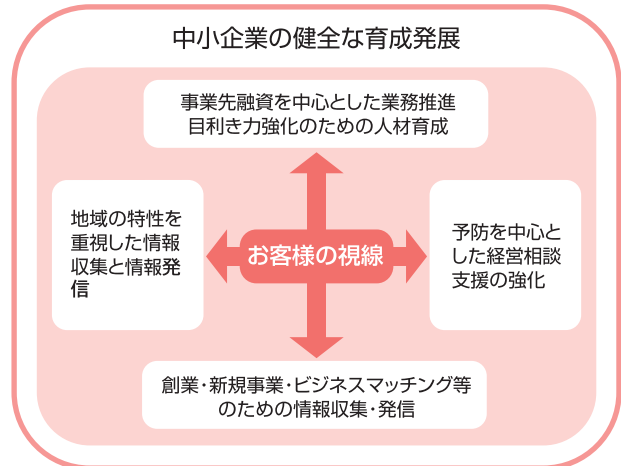 中小企業の健全な育成発展
事業先融資を中心とした業務推進
目利き力強化のための人材育成
地域の特性を
重視した情報
収集と情報発
信
お客様の視線
予防を中心と
した経営相談
支援の強化
創業・新規事業・ビジネスマッチング等
のための情報収集・発信